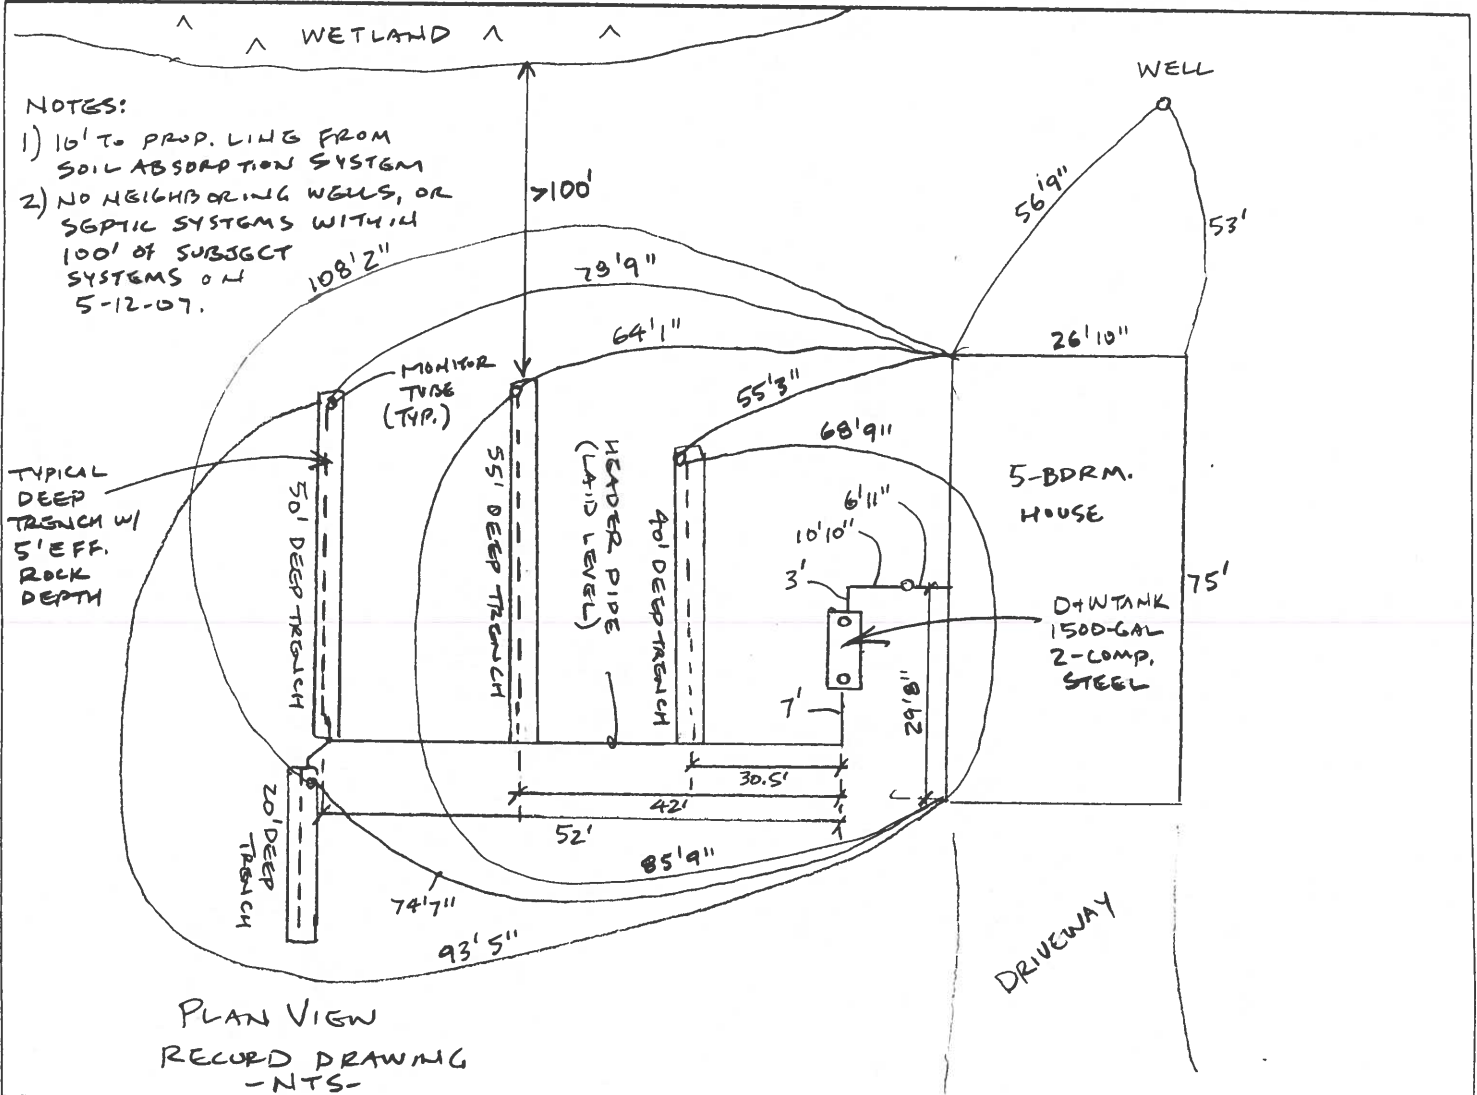 WETLAND
WELL
NOTES:
1) 10' TO PROP. LINE FROM
SOIL ABSORPTION SYSTEM
2) NO NEIGHBORING WELLS, OR
SEPTIC SYSTEMS WITHIN
100' OF SUBJECT
SYSTEMS ON
5-12-07.
>100'
56'9"
53'
108'2"
79'9"
64'1"
55'3"
68'9"
26'10"
MONITOR
TUBE
(TYP.)
TYPICAL
DEEP
TRENCH W/
5' EFF.
ROCK
DEPTH
50' DEEP TRENCH
55' DEEP TRENCH
HEADER PIPE
(LAID LEVEL)
40' DEEP TRENCH
6'11"
10'10"
3'
7'
29'8"
5-BDRM.
HOUSE
75'
D+W TANK
1500-GAL
2-COMP.
STEEL
30.5'
42'
52'
20' DEEP
TRENCH
85'9"
74'7"
93'5"
DRIVEWAY
PLAN VIEW
RECORD DRAWING
-NTS-